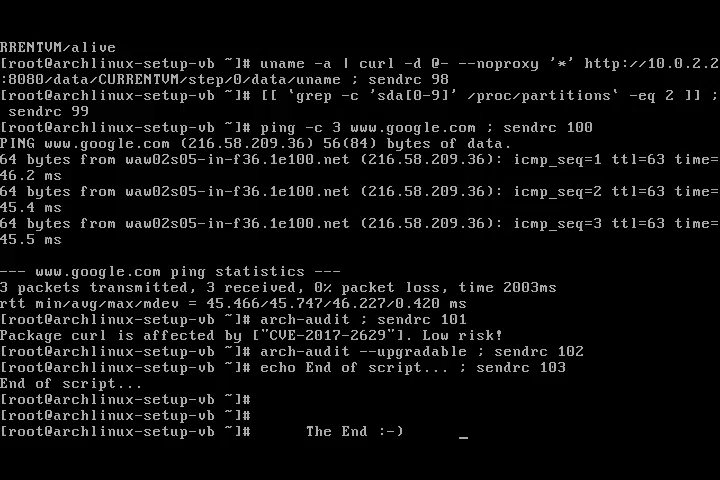 RRENTVM/alive
[root@archlinux-setup-vb ~]# uname -a | curl -d @- --noproxy '*' http://10.0.2.2
:8080/data/CURRENTVM/step/0/data/uname ; sendrc 98
[root@archlinux-setup-vb ~]# [[ `grep -c 'sda[0-9]' /proc/partitions` -eq 2 ]] ;
 sendrc 99
[root@archlinux-setup-vb ~]# ping -c 3 www.google.com ; sendrc 100
PING www.google.com (216.58.209.36) 56(84) bytes of data.
64 bytes from waw02s05-in-f36.1e100.net (216.58.209.36): icmp_seq=1 ttl=63 time=
46.2 ms
64 bytes from waw02s05-in-f36.1e100.net (216.58.209.36): icmp_seq=2 ttl=63 time=
45.4 ms
64 bytes from waw02s05-in-f36.1e100.net (216.58.209.36): icmp_seq=3 ttl=63 time=
45.5 ms

--- www.google.com ping statistics ---
3 packets transmitted, 3 received, 0% packet loss, time 2003ms
rtt min/avg/max/mdev = 45.466/45.747/46.227/0.420 ms
[root@archlinux-setup-vb ~]# arch-audit ; sendrc 101
Package curl is affected by ["CVE-2017-2629"]. Low risk!
[root@archlinux-setup-vb ~]# arch-audit --upgradable ; sendrc 102
[root@archlinux-setup-vb ~]# echo End of script... ; sendrc 103
End of script...
[root@archlinux-setup-vb ~]#
[root@archlinux-setup-vb ~]#
[root@archlinux-setup-vb ~]#       The End :-)       _